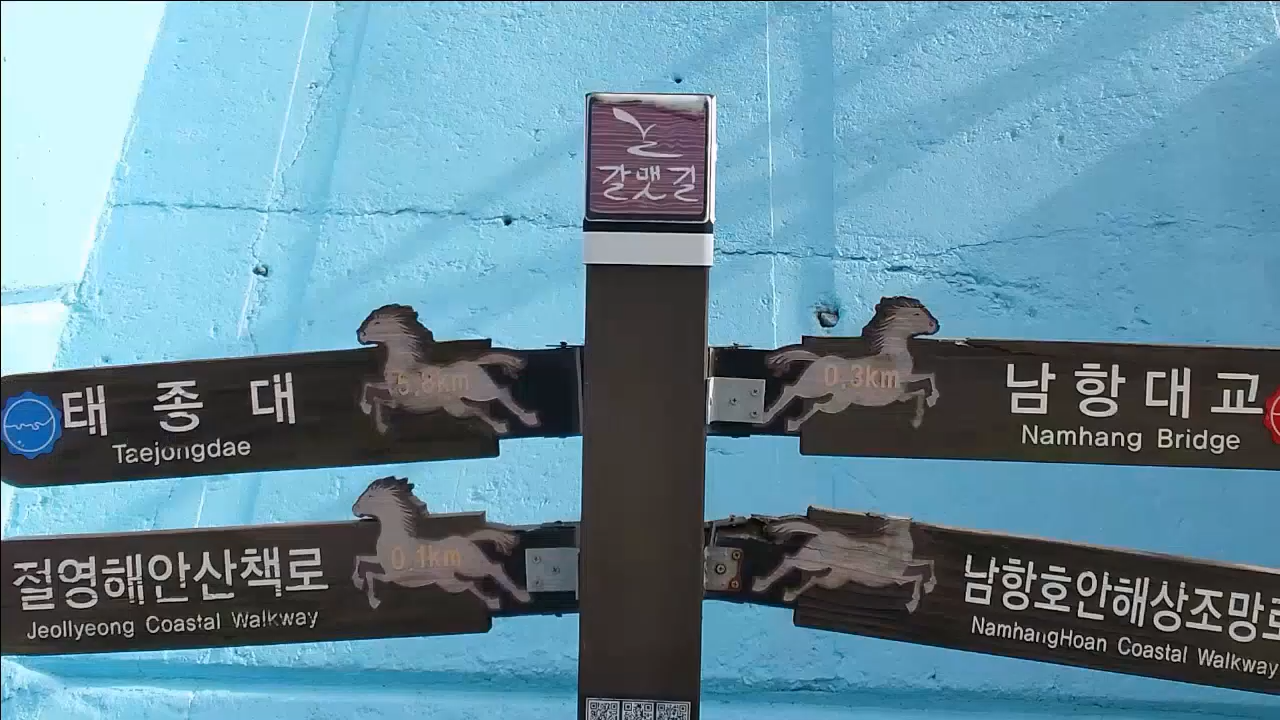 갈맷길
5.8km
태종대
Taejongdae
0.3km
남항대교
Namhang Bridge
0.1km
절영해안산책로
Jeollyeong Coastal Walkway
남항호안해상조망로
NamhangHoan Coastal Walkway